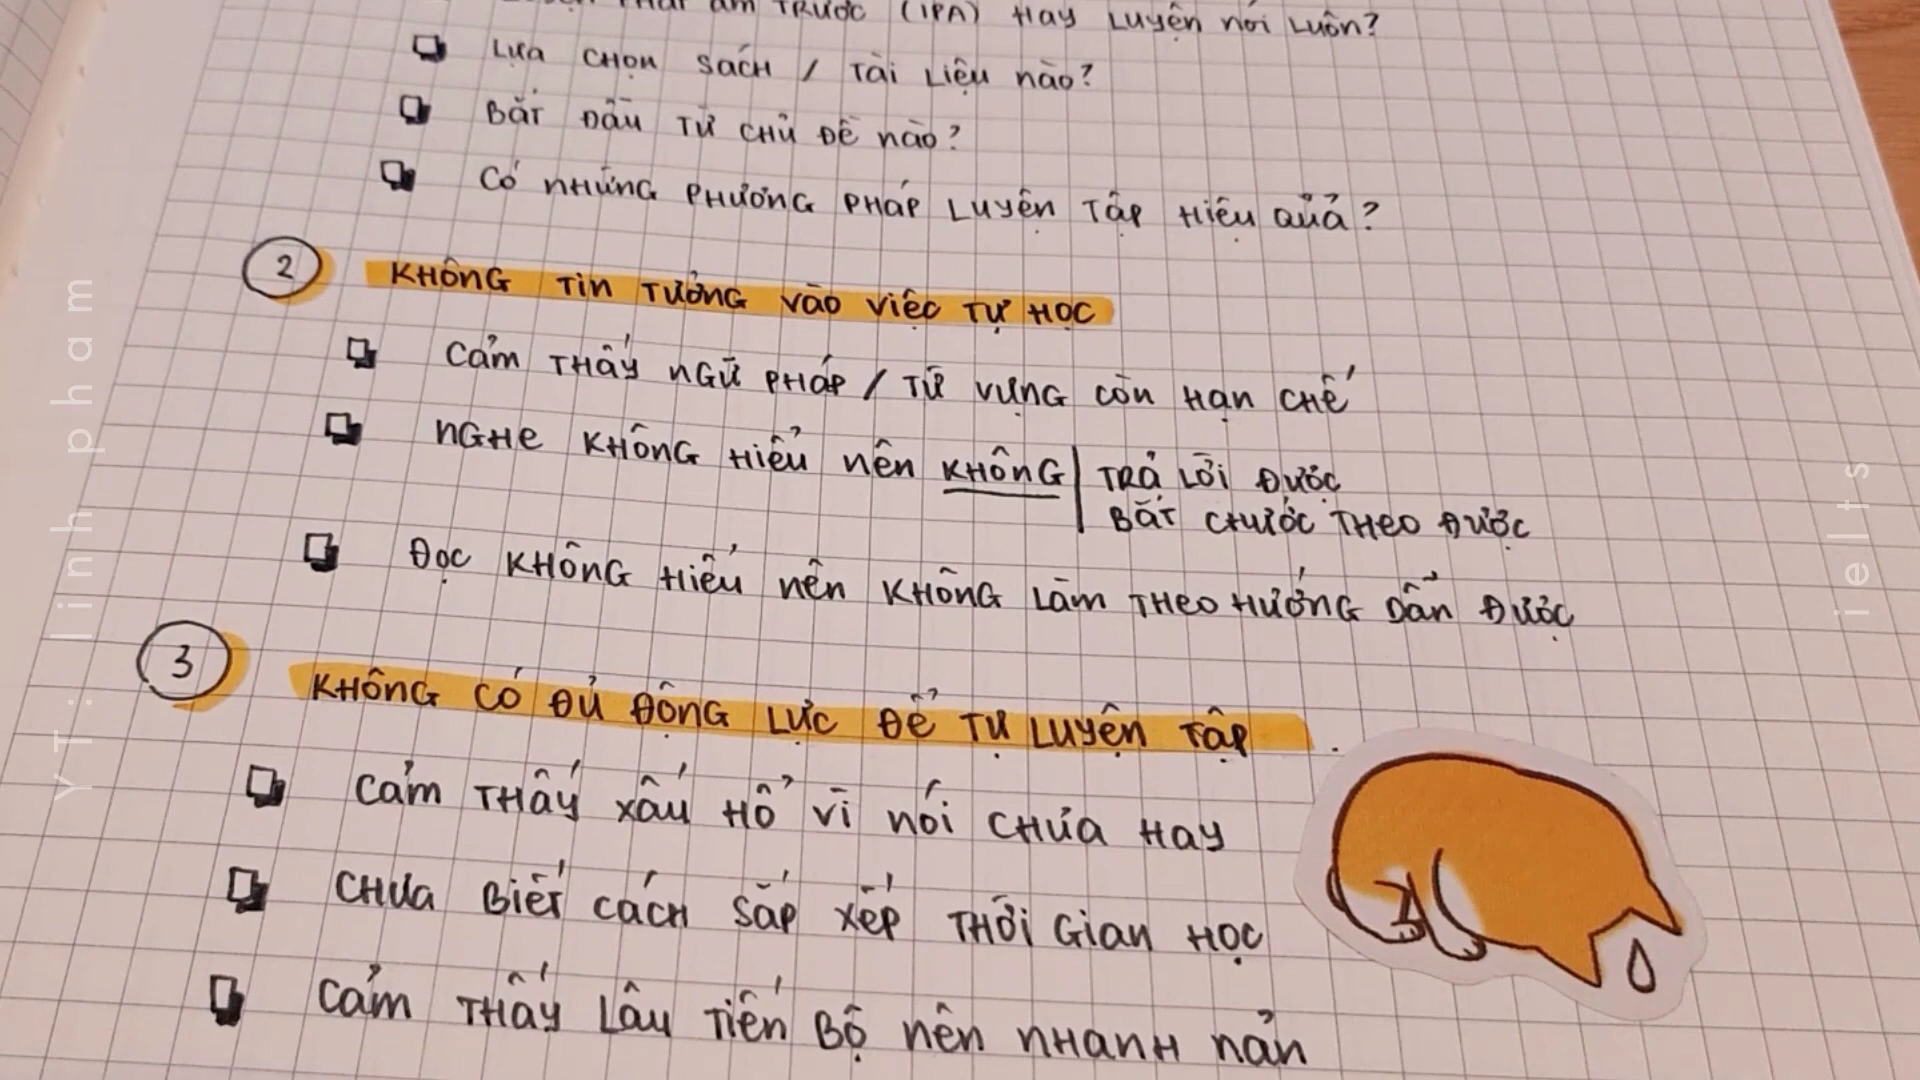 âm TRước (IPA) Hay Luyện nói Luôn?
Lựa CHọn SáCH / Tài Liệu nào?
Bắt Đầu Từ CHủ Đề nào?
Có nHững PHương PHáp Luyện Tập Hiệu Quả?
2 KHông Tin Tưởng vào việc Tự Học
Cảm THấy nGữ PHáp / Từ vựng còn Hạn CHế
nGHe KHông Hiểu nên KHông | TRả Lời Được
Bắt CHước THeo Được
Đọc KHông Hiểu nên KHông Làm THeo Hướng Dẫn Được
3 KHông Có Đủ Động Lực Để Tự Luyện Tập
Cảm THấy xấu Hổ vì nói CHưa Hay
CHưa Biết CáCH Sắp xếp THời Gian Học
Cảm THấy Lâu Tiến Bộ nên nHanH nản
YT: linh pham
ielts